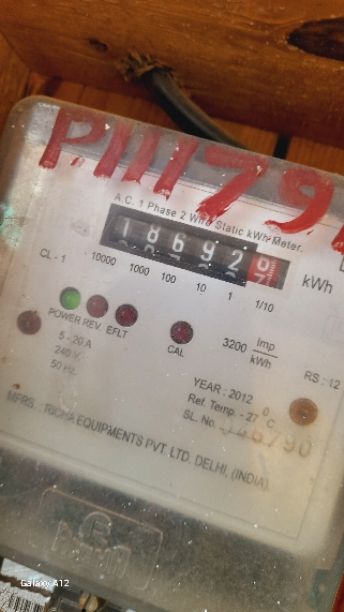 A.C. 1 Phase 2 Wire Static kWh Meter.
18692
kWh
CL - 1 10000 1000 100 10 1 1/10
POWER REV EFLT
CAL
3200 Imp/kWh
RS : 12
5 - 20 A
240 V
50 Hz
YEAR : 2012
Ref. Temp. - 27 °C
SL. No.
MFRS. : RICHA EQUIPMENTS PVT. LTD. DELHI, (INDIA).
Galaxy A12